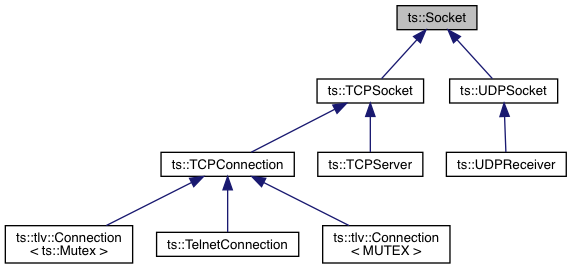 ts::Socket
ts::TCPSocket
ts::UDPSocket
ts::TCPConnection
ts::TCPServer
ts::UDPReceiver
ts::tlv::Connection
< ts::Mutex >
ts::TelnetConnection
ts::tlv::Connection
< MUTEX >